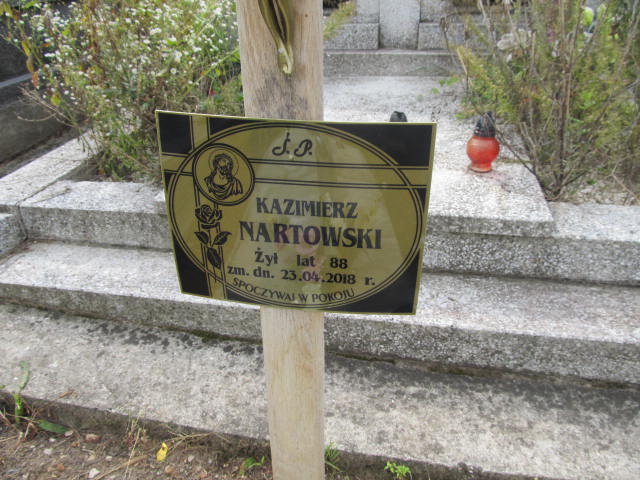 Ś.P.
KAZIMIERZ
NARTOWSKI
Żył lat 88
zm. dn. 23.04.2018 r.
SPOCZYWAJ W POKOJU